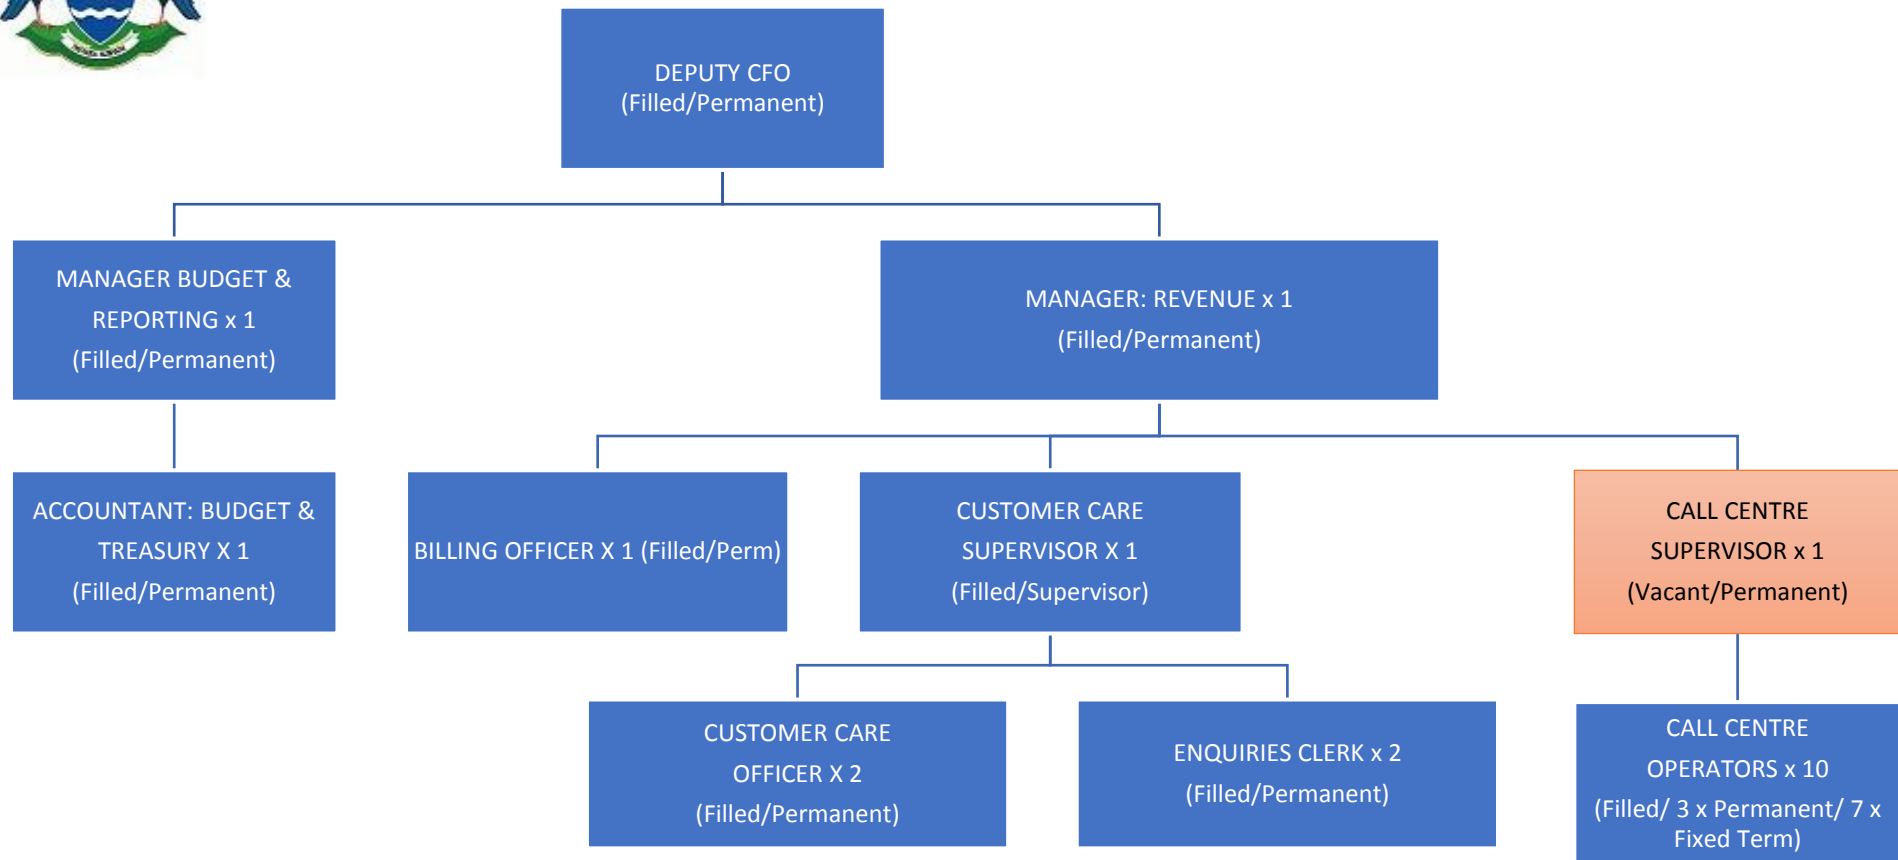 DEPUTY CFO
(Filled/Permanent)
MANAGER BUDGET &
REPORTING x 1
(Filled/Permanent)
MANAGER: REVENUE x 1
(Filled/Permanent)
ACCOUNTANT: BUDGET &
TREASURY X 1
(Filled/Permanent)
BILLING OFFICER X 1 (Filled/Perm)
CUSTOMER CARE
SUPERVISOR X 1
(Filled/Supervisor)
CALL CENTRE
SUPERVISOR x 1
(Vacant/Permanent)
CUSTOMER CARE
OFFICER X 2
(Filled/Permanent)
ENQUIRIES CLERK x 2
(Filled/Permanent)
CALL CENTRE
OPERATORS x 10
(Filled/ 3 x Permanent/ 7 x
Fixed Term)